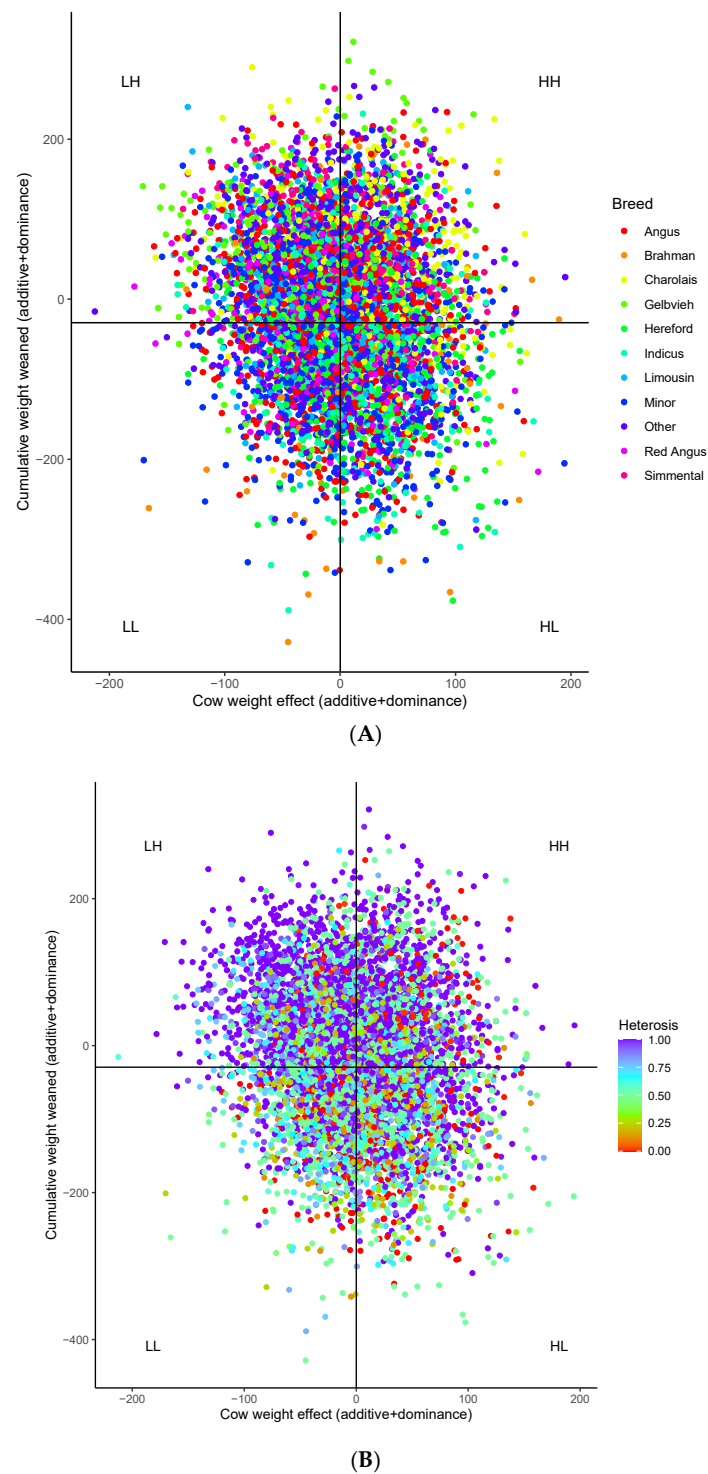 LH
HH
200
0
−200
−400
Cumulative weight weaned (additive+dominance)
LL
HL
−200
−100
0
100
200
Cow weight effect (additive+dominance)
Breed
Angus
Brahman
Charolais
Gelbvieh
Hereford
Indicus
Limousin
Minor
Other
Red Angus
Simmental
(A)
LH
HH
200
0
−200
−400
Cumulative weight weaned (additive+dominance)
LL
HL
−200
−100
0
100
200
Cow weight effect (additive+dominance)
Heterosis
1.00
0.75
0.50
0.25
0.00
(B)